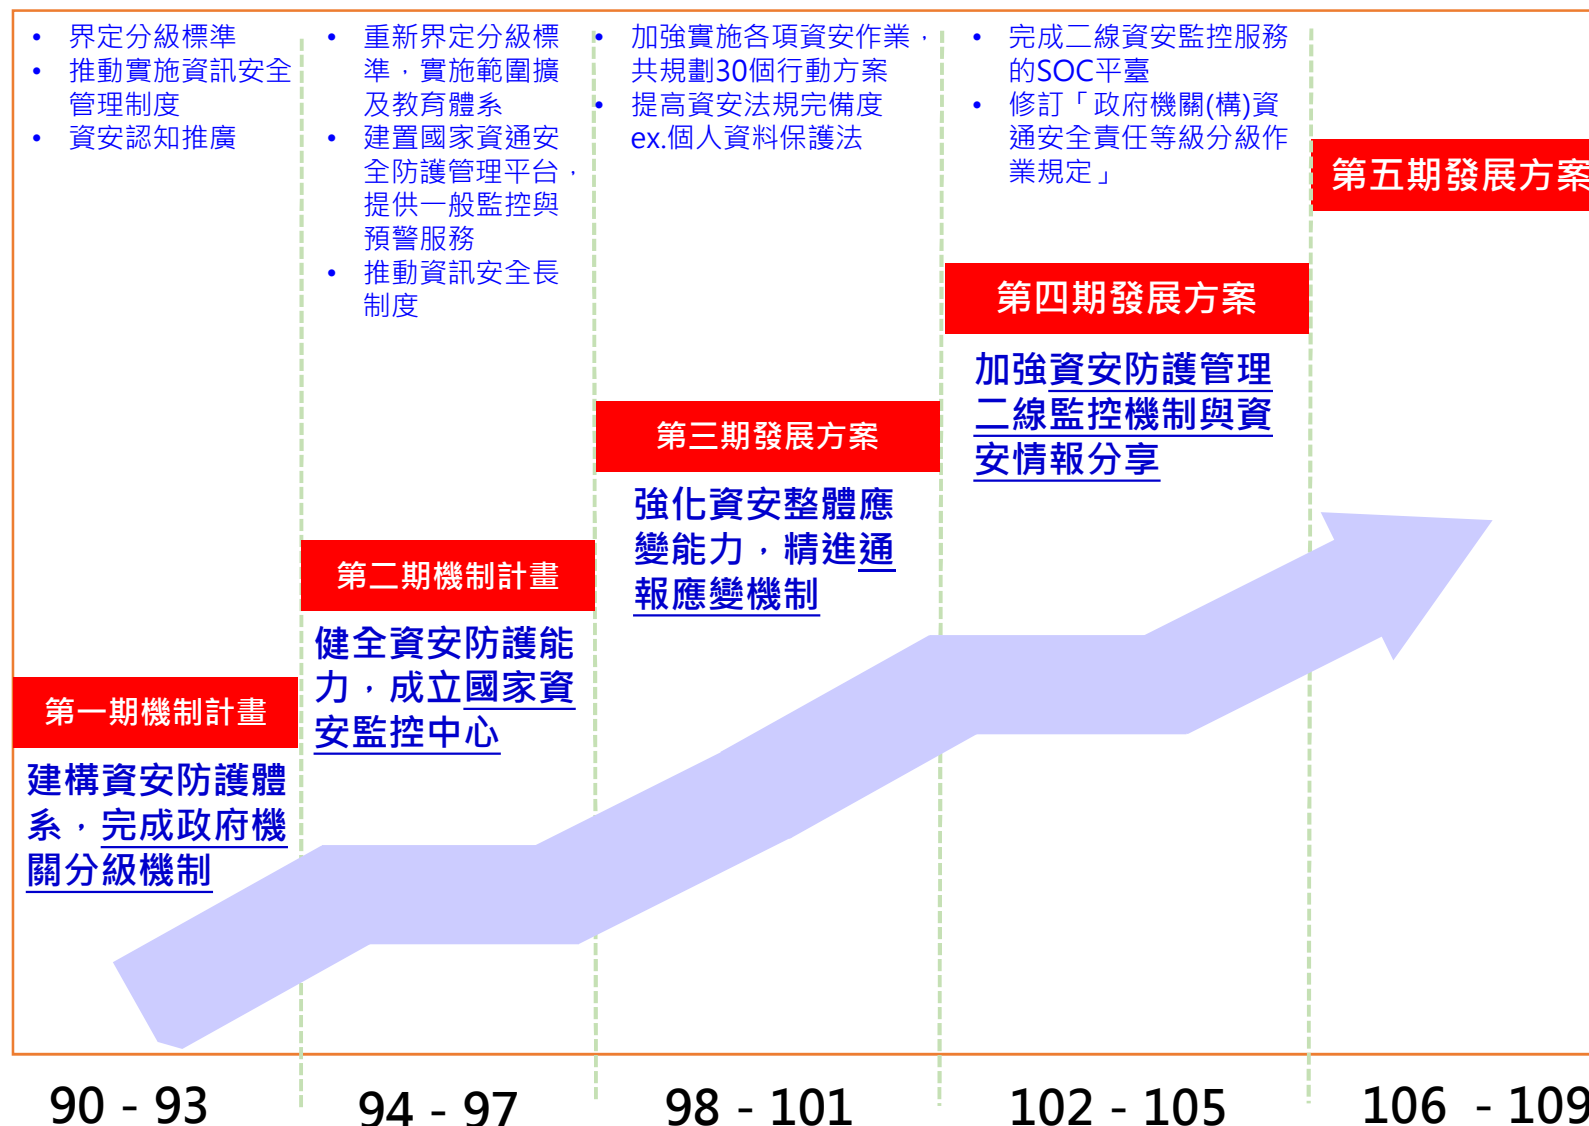 • 界定分級標準
• 推動實施資訊安全
管理制度
• 資安認知推廣
第一期機制計畫
建構資安防護體
系，完成政府機
關分級機制
90 - 93
• 重新界定分級標
準，實施範圍擴
及教育體系
• 建置國家資通安
全防護管理平台，
提供一般監控與
預警服務
• 推動資訊安全長
制度
第二期機制計畫
健全資安防護能
力，成立國家資
安監控中心
94 - 97
• 加強實施各項資安作業，
共規劃30個行動方案
• 提高資安法規完備度
ex.個人資料保護法
第三期發展方案
強化資安整體應
變能力，精進通
報應變機制
98 - 101
• 完成二線資安監控服務
的SOC平臺
• 修訂「政府機關(構)資
通安全責任等級分級作
業規定」
第四期發展方案
加強資安防護管理
二線監控機制與資
安情報分享
102 - 105
第五期發展方案
106 - 109